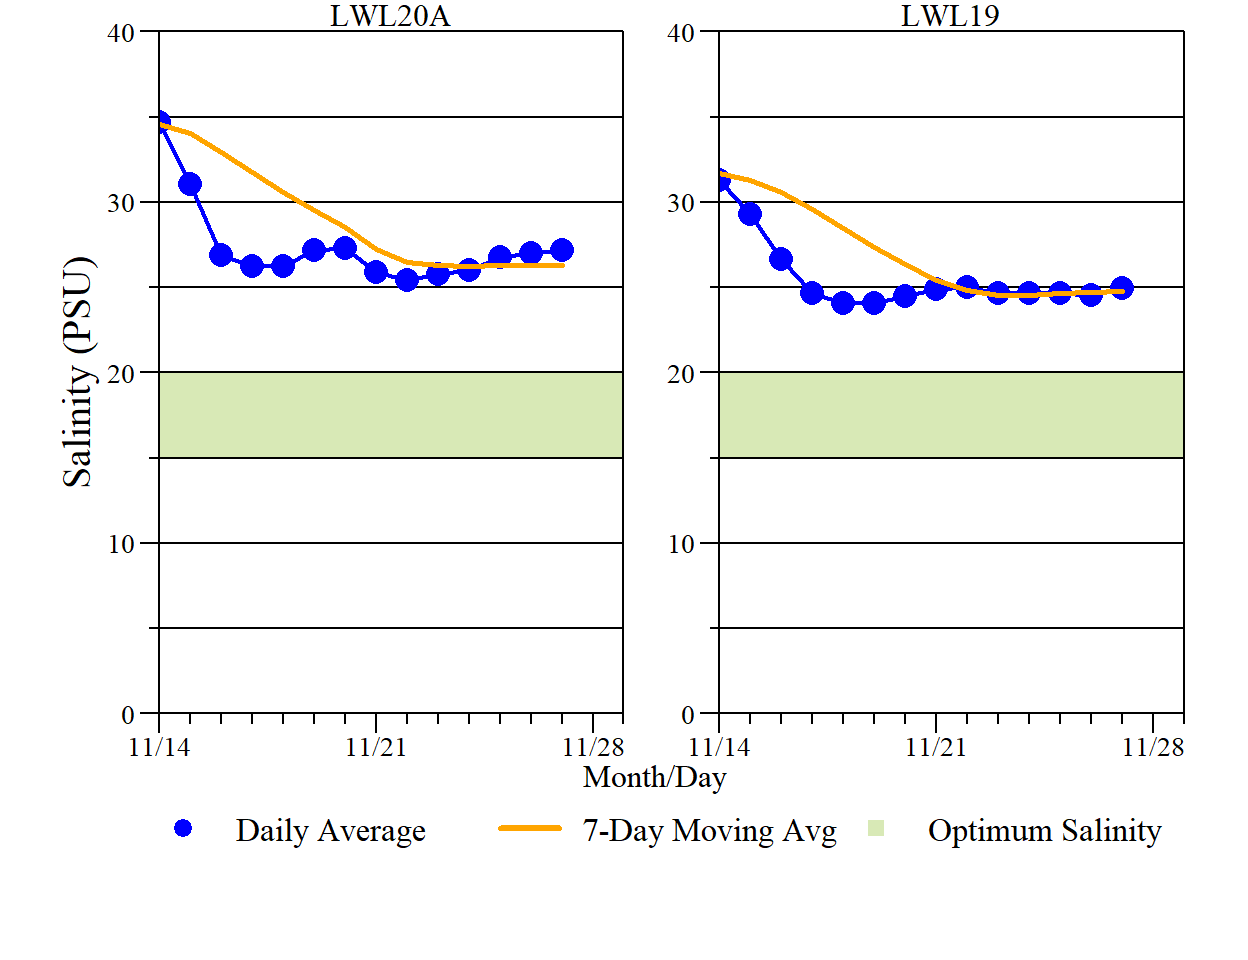 LWL20A
LWL19
40
30
20
10
0
40
30
20
10
0
Salinity (PSU)
11/14
11/21
11/28
11/14
11/21
11/28
Month/Day
Daily Average
7-Day Moving Avg
Optimum Salinity